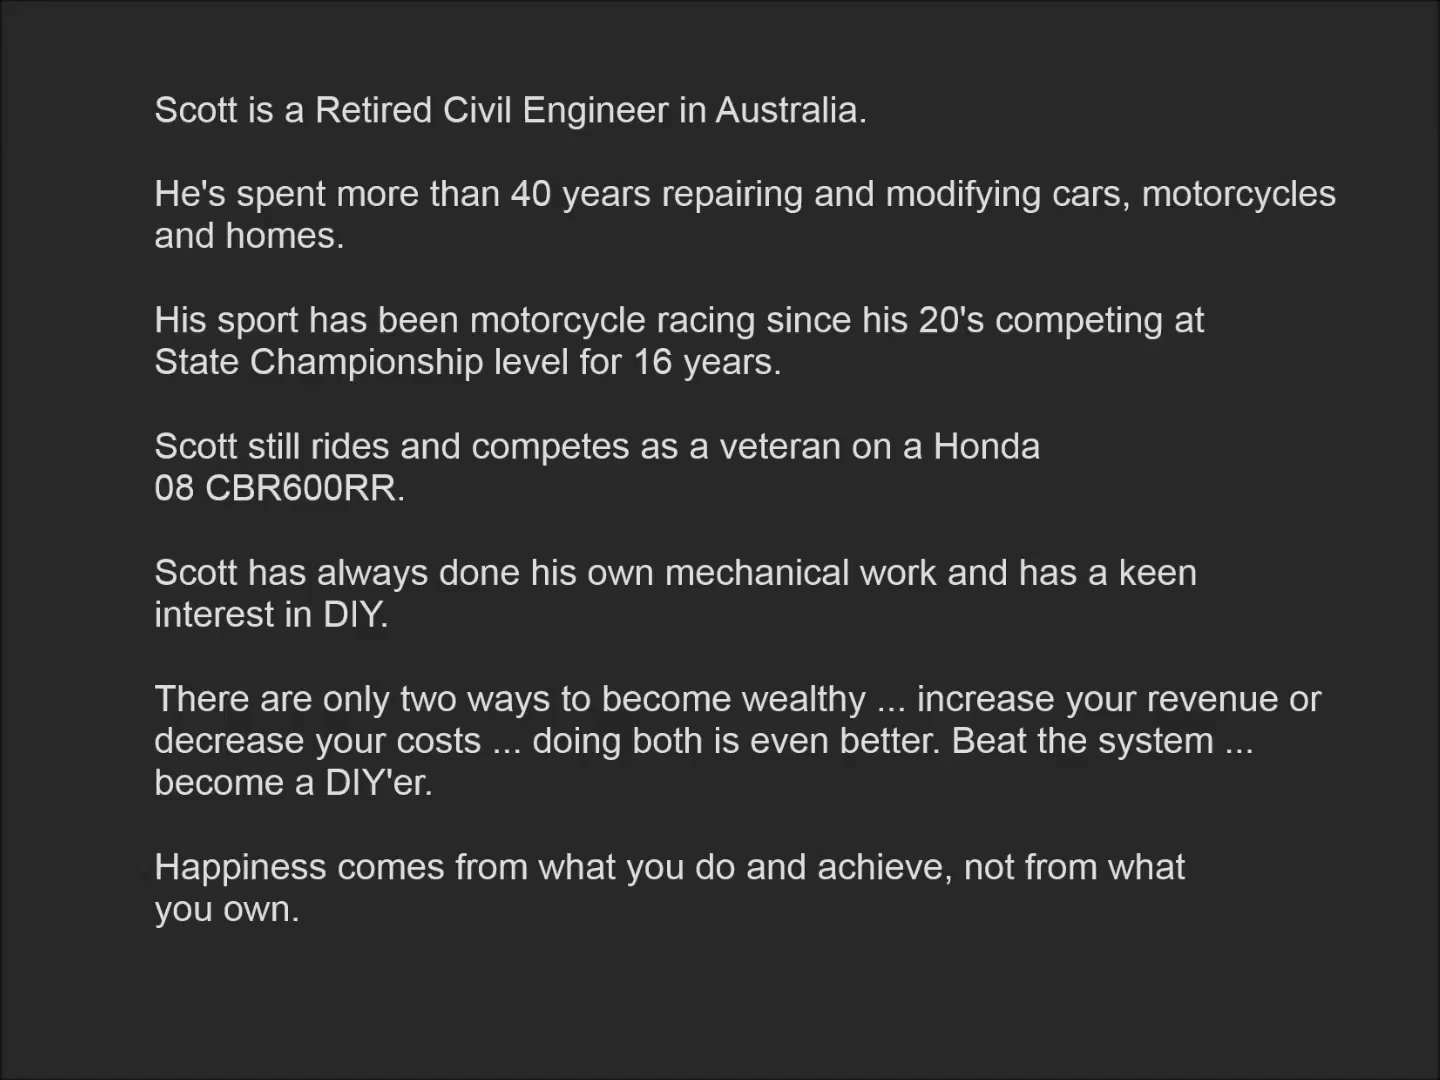 Scott is a Retired Civil Engineer in Australia.
He's spent more than 40 years repairing and modifying cars, motorcycles
and homes.
His sport has been motorcycle racing since his 20's competing at
State Championship level for 16 years.
Scott still rides and competes as a veteran on a Honda
08 CBR600RR.
Scott has always done his own mechanical work and has a keen
interest in DIY.
There are only two ways to become wealthy ... increase your revenue or
decrease your costs ... doing both is even better. Beat the system ...
become a DIY'er.
Happiness comes from what you do and achieve, not from what
you own.